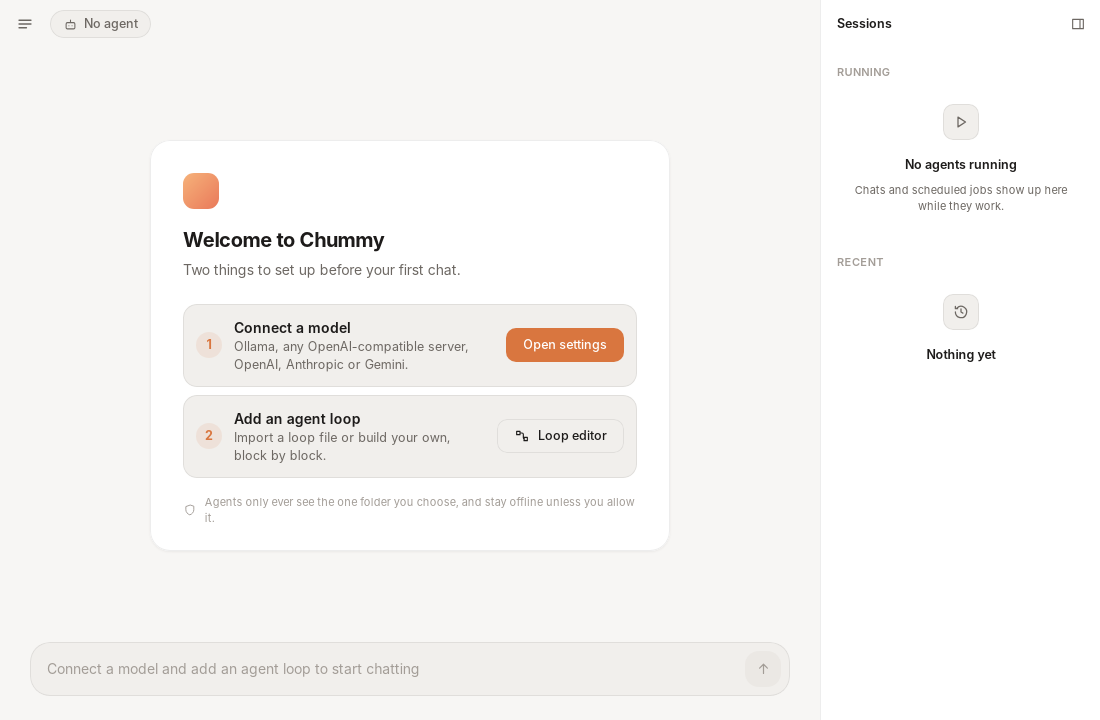 No agent
Sessions
RUNNING
No agents running
Chats and scheduled jobs show up here
while they work.
RECENT
Nothing yet
Welcome to Chummy
Two things to set up before your first chat.
1
Connect a model
Ollama, any OpenAI-compatible server,
OpenAI, Anthropic or Gemini.
Open settings
2
Add an agent loop
Import a loop file or build your own,
block by block.
Loop editor
Agents only ever see the one folder you choose, and stay offline unless you allow
it.
Connect a model and add an agent loop to start chatting